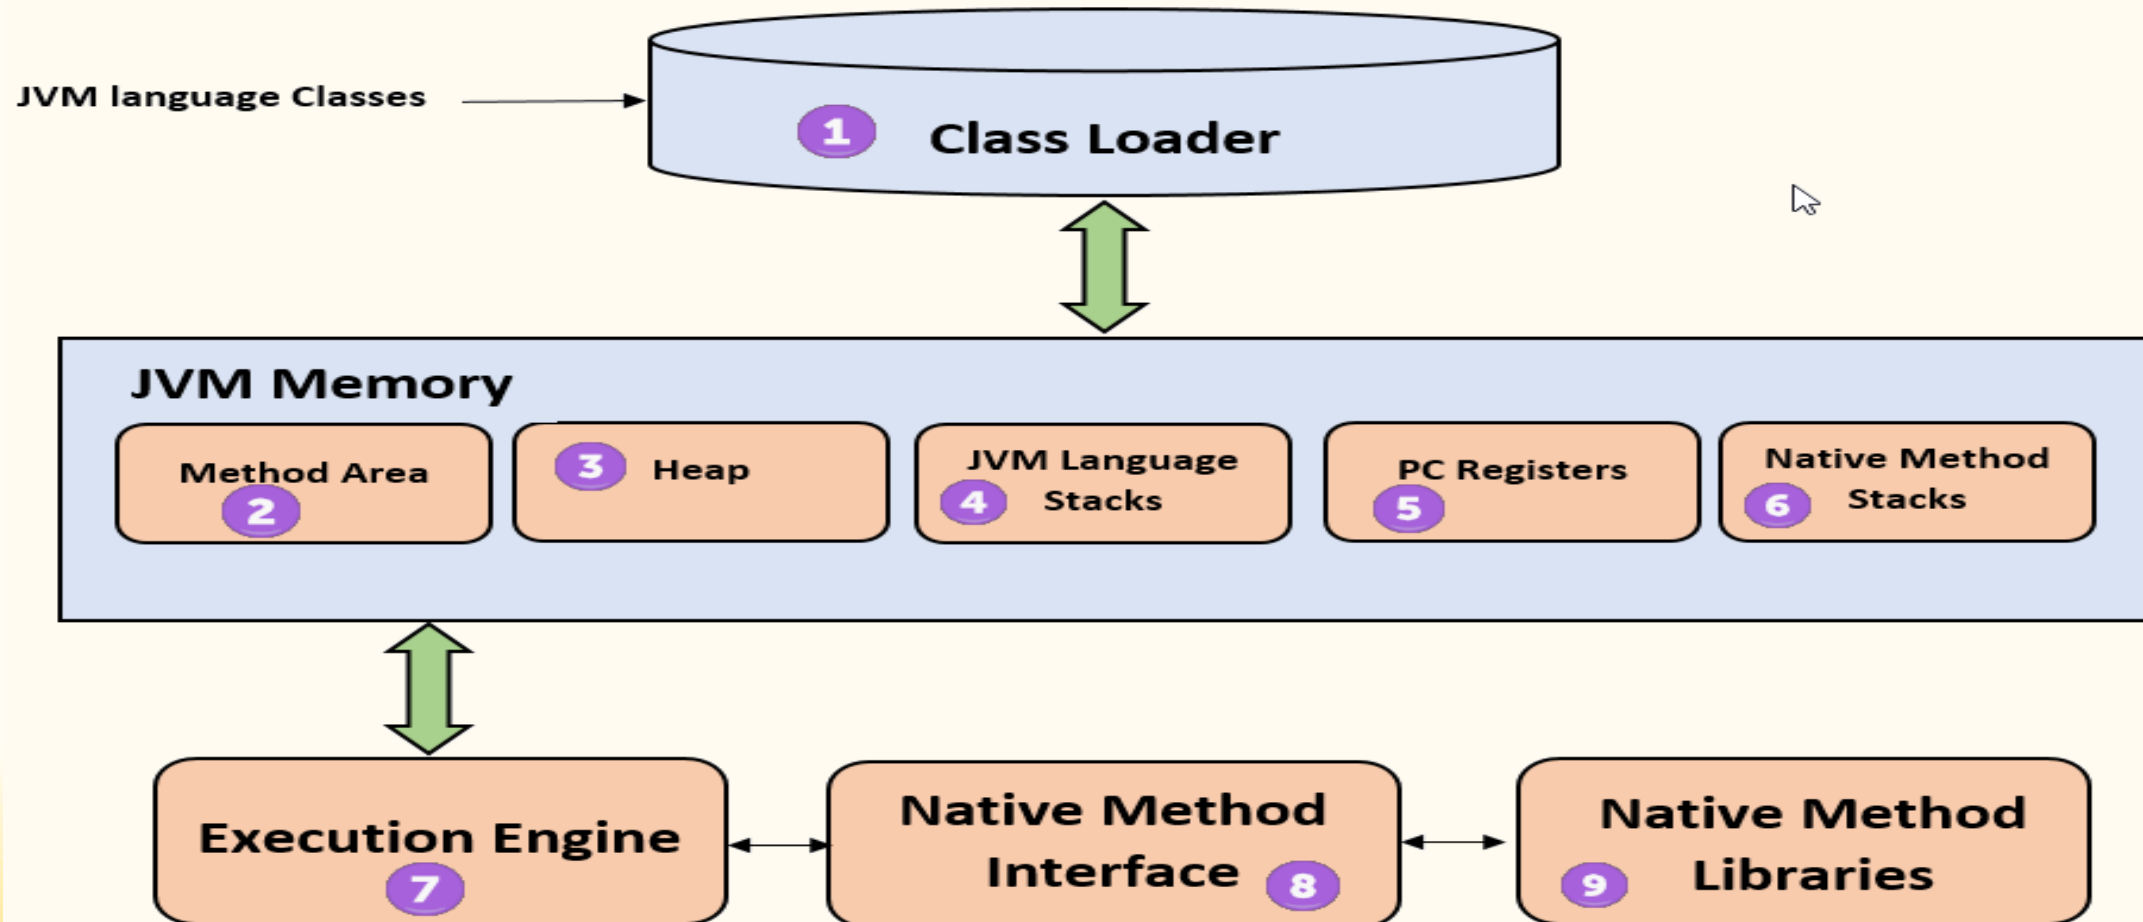 JVM language Classes
1 Class Loader
JVM Memory
Method Area
2
3 Heap
JVM Language
4 Stacks
PC Registers
5
Native Method
6 Stacks
Execution Engine
7
Native Method
Interface 8
Native Method
9 Libraries